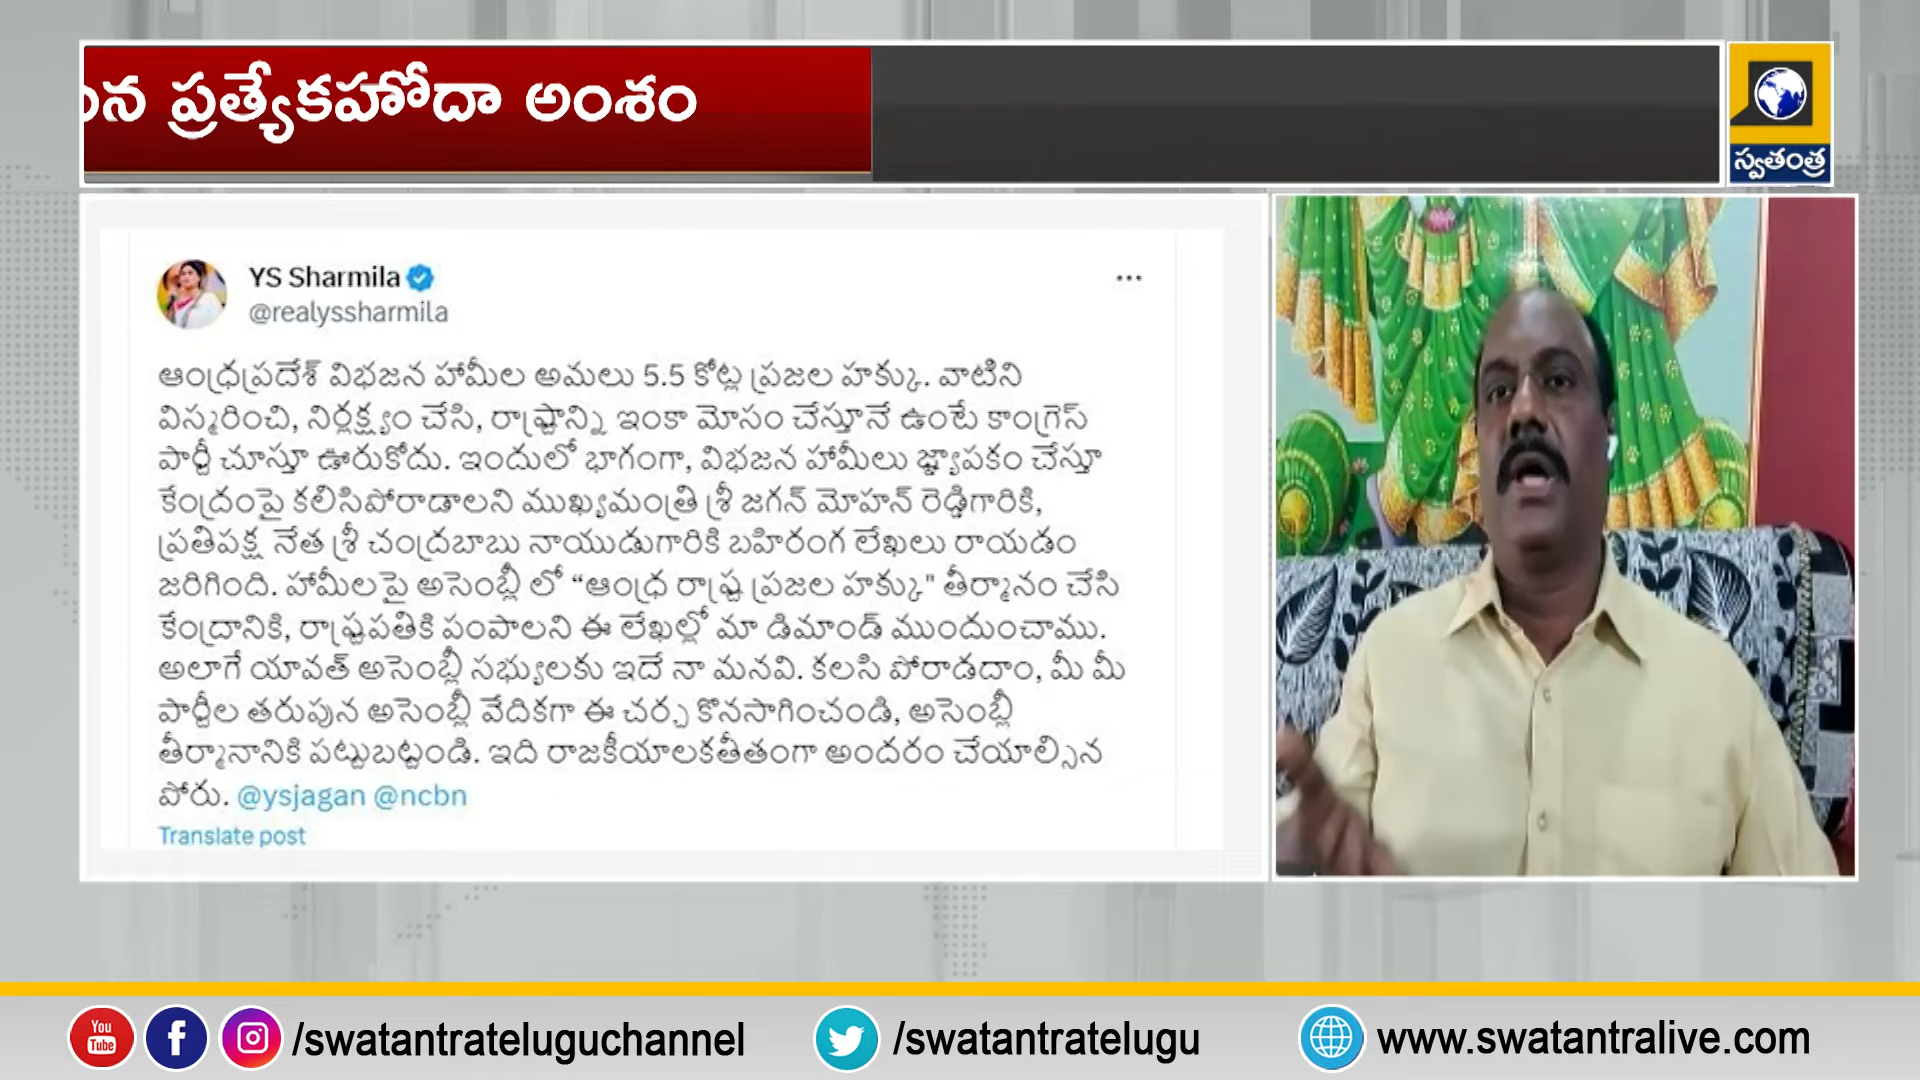 ప్రత్యేకహోదా అంశం
స్వతంత్ర
YS Sharmila
@realyssharmila
ఆంధ్రప్రదేశ్ విభజన హామీల అమలు 5.5 కోట్ల ప్రజల హక్కు. వాటిని
విస్మరించి, నిర్లక్ష్యం చేసి, రాష్ట్రాన్ని ఇంకా మోసం చేస్తూనే ఉంటే కాంగ్రెస్
పార్టీ చూస్తూ ఊరుకోదు. ఇందులో భాగంగా, విభజన హామీలు జ్ఞాపకం చేస్తూ
కేంద్రంపై కలిసిపోరాడాలని ముఖ్యమంత్రి శ్రీ జగన్ మోహన్ రెడ్డిగారికి,
ప్రతిపక్ష నేత శ్రీ చంద్రబాబు నాయుడుగారికి బహిరంగ లేఖలు రాయడం
జరిగింది. హామీలపై అసెంబ్లీ లో “ఆంధ్ర రాష్ట్ర ప్రజల హక్కు" తీర్మానం చేసి
కేంద్రానికి, రాష్ట్రపతికి పంపాలని ఈ లేఖల్లో మా డిమాండ్ ముందుంచాము.
అలాగే యావత్ అసెంబ్లీ సభ్యులకు ఇదే నా మనవి. కలసి పోరాడదాం, మీ మీ
పార్టీల తరుపున అసెంబ్లీ వేదికగా ఈ చర్చ కొనసాగించండి, అసెంబ్లీ
తీర్మానానికి పట్టుబట్టండి. ఇది రాజకీయాలకతీతంగా అందరం చేయాల్సిన
పోరు. @ysjagan @ncbn
Translate post
You Tube /swatantrateluguchannel /swatantratelugu www.swatantralive.com